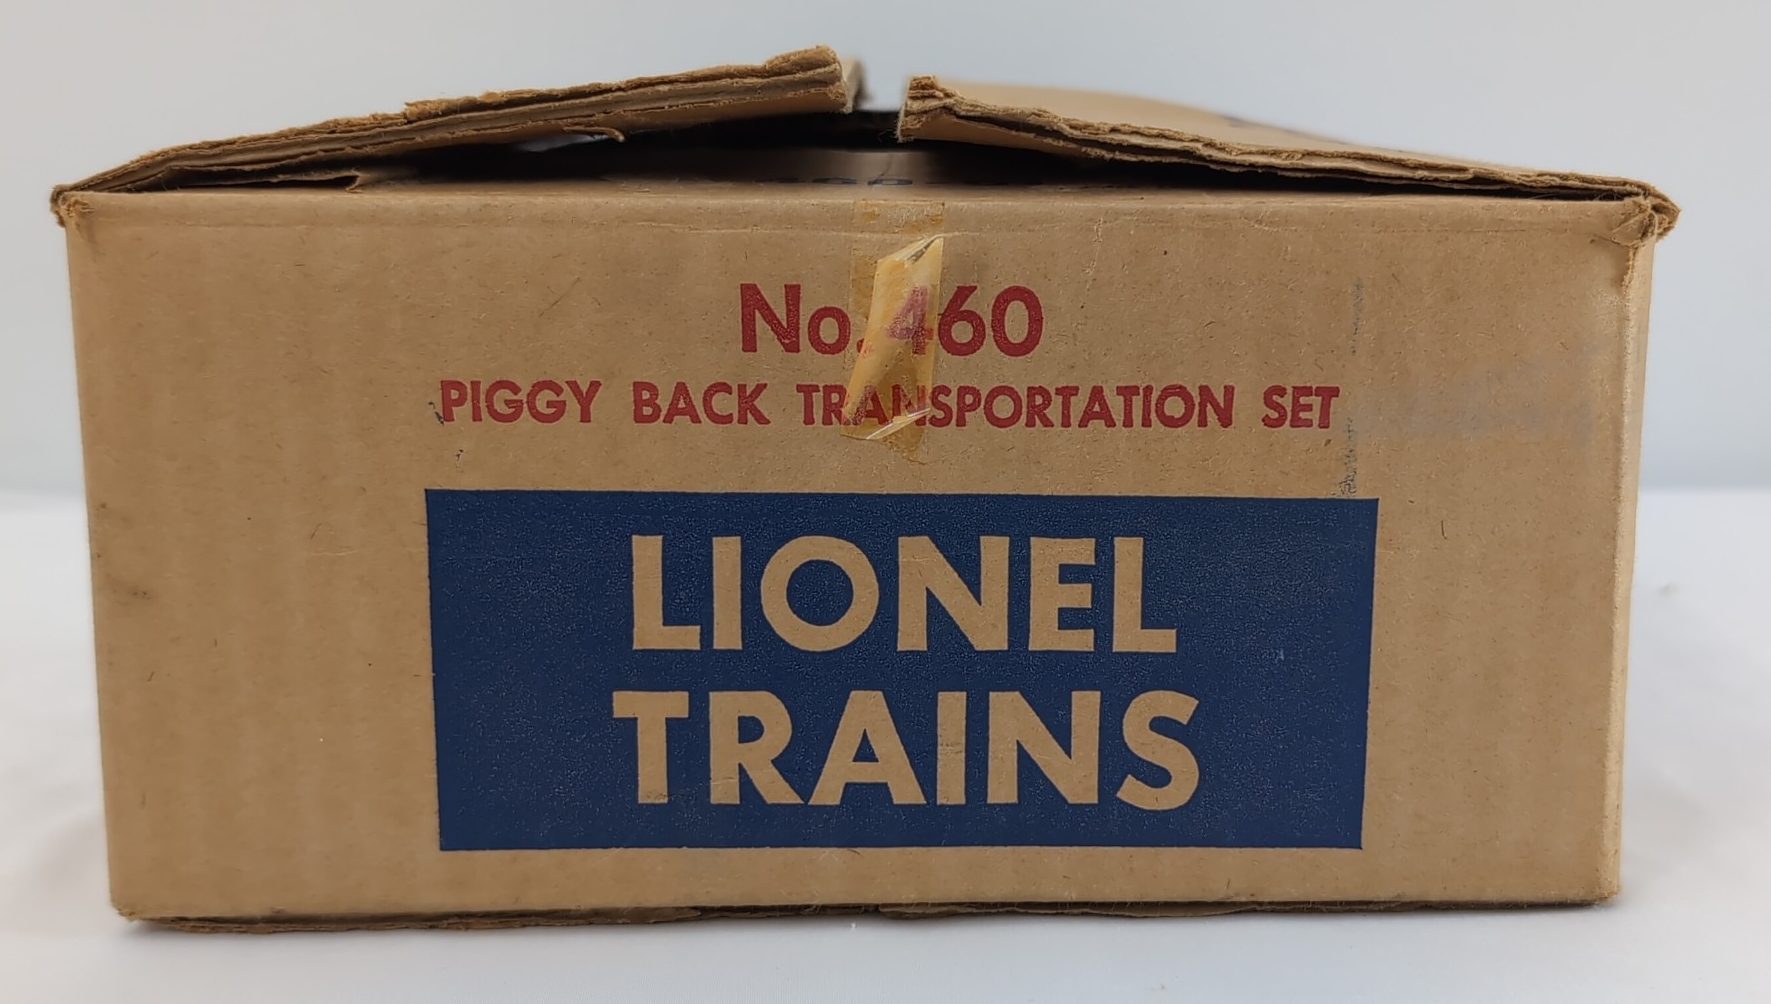 No. 460
PIGGY BACK TRANSPORTATION SET
LIONEL
TRAINS